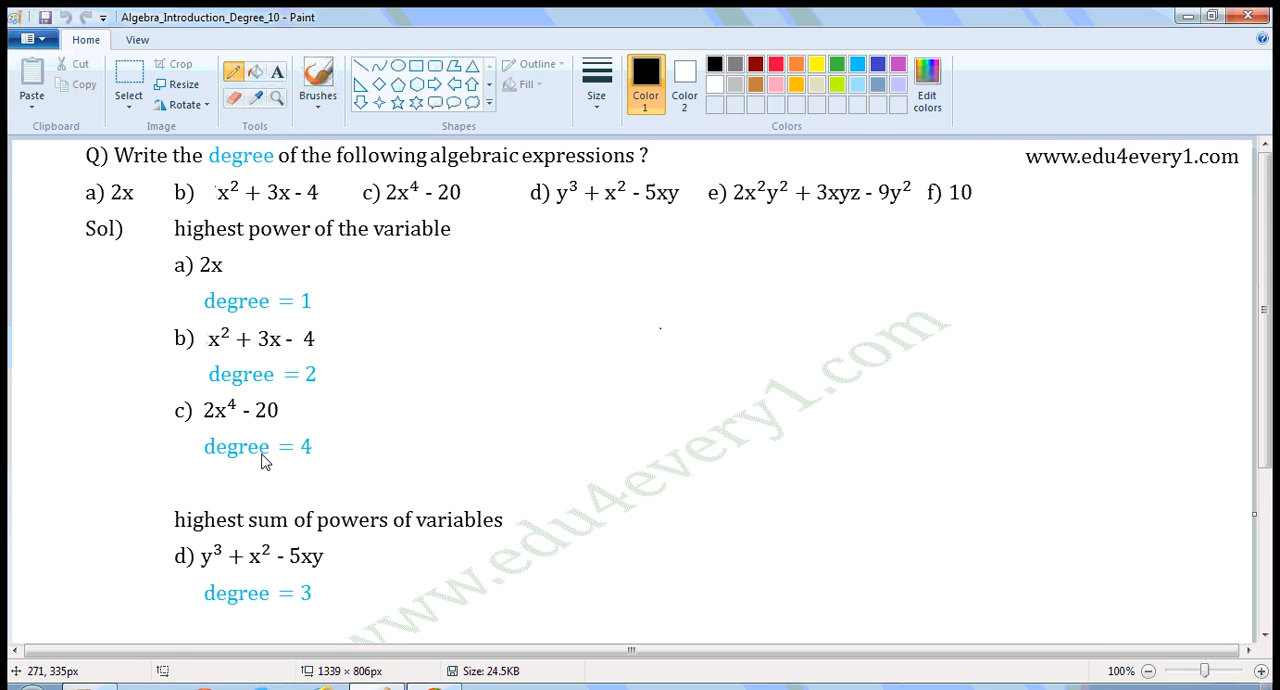 Algebra_Introduction_Degree_10 - Paint
Home View
Paste Cut Copy Select Crop Resize Rotate A Brushes Outline Fill Size Color 1 Color 2 Edit colors
Clipboard Image Tools Shapes Colors
Q) Write the degree of the following algebraic expressions ? www.edu4every1.com
a) 2x b) x² + 3x - 4 c) 2x⁴ - 20 d) y³ + x² - 5xy e) 2x²y² + 3xyz - 9y² f) 10
Sol) highest power of the variable
a) 2x
degree = 1
b) x² + 3x - 4
degree = 2
c) 2x⁴ - 20
degree = 4
highest sum of powers of variables
d) y³ + x² - 5xy
degree = 3
www.edu4every1.com
271, 335px 1339 × 806px Size: 24.5KB 100%